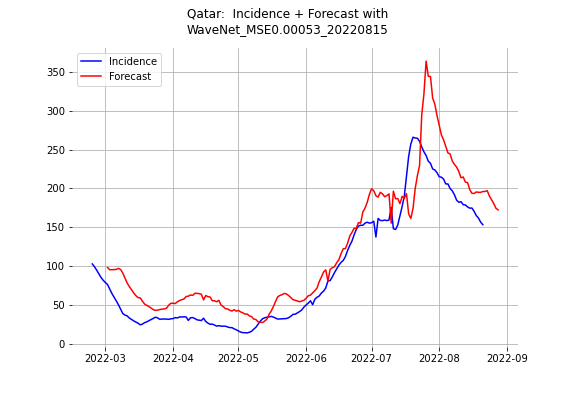 Qatar:  Incidence + Forecast with
WaveNet_MSE0.00053_20220815
Incidence
Forecast
350
300
250
200
150
100
50
0
2022-03 2022-04 2022-05 2022-06 2022-07 2022-08 2022-09